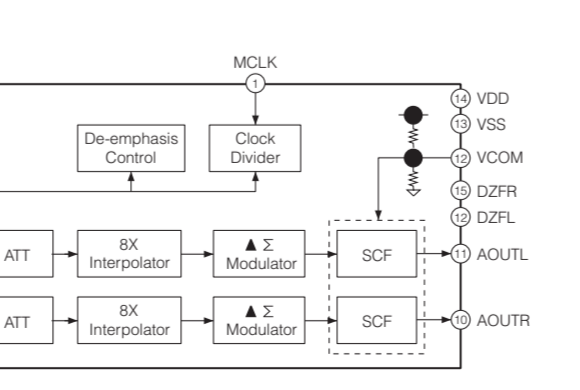 MCLK
1
14 VDD
13 VSS
12 VCOM
15 DZFR
12 DZFL
11 AOUTL
10 AOUTR
De-emphasis
Control
Clock
Divider
ATT
8X
Interpolator
▲ Σ
Modulator
SCF
ATT
8X
Interpolator
▲ Σ
Modulator
SCF